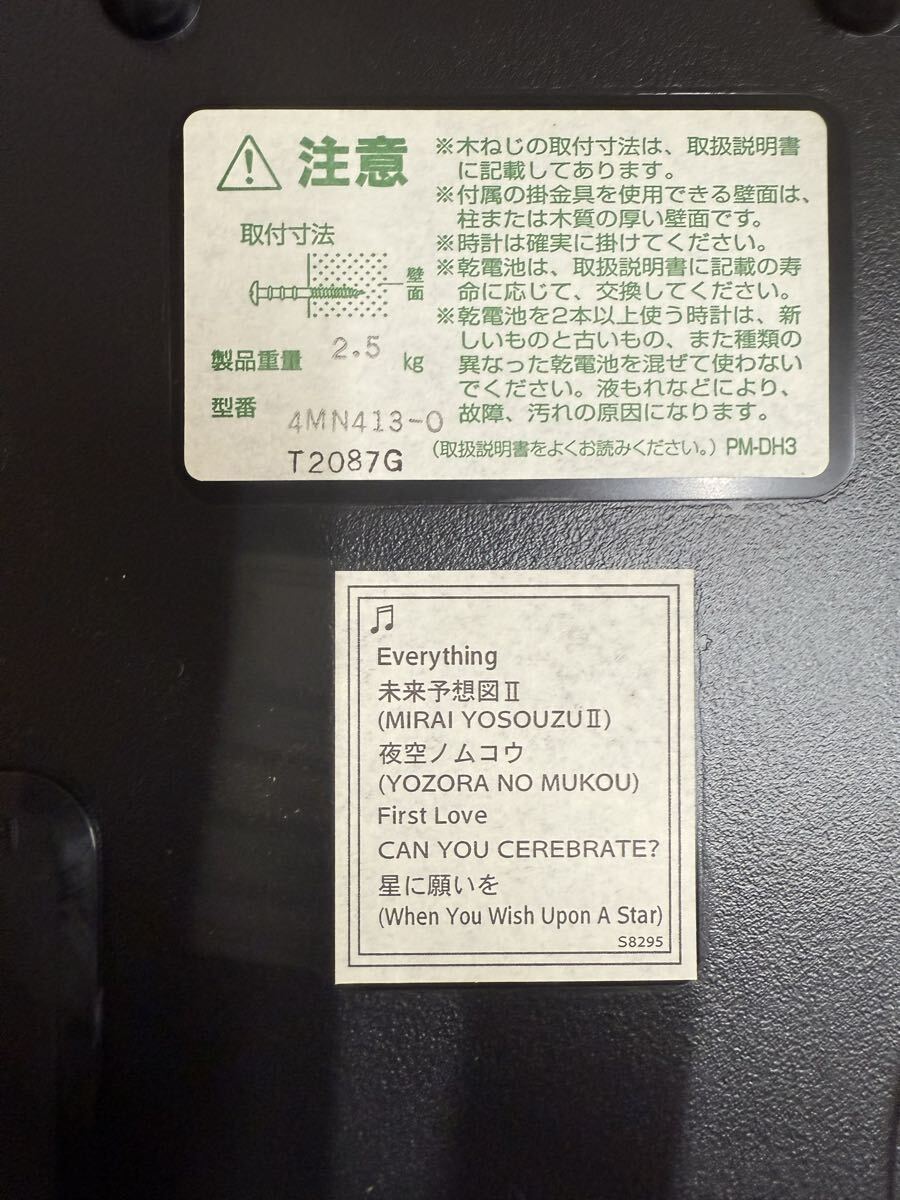 注意
取付寸法
壁面
製品重量 2.5 kg
型番 4MN413-0
T2087G
※木ねじの取付寸法は、取扱説明書
に記載してあります。
※付属の掛金具を使用できる壁面は、
柱または木質の厚い壁面です。
※時計は確実に掛けてください。
※乾電池は、取扱説明書に記載の寿
命に応じて、交換してください。
※乾電池を2本以上使う時計は、新
しいものと古いもの、また種類の
異なった乾電池を混ぜて使わない
でください。液もれなどにより、
故障、汚れの原因になります。
（取扱説明書をよくお読みください。） PM-DH3
Everything
未来予想図Ⅱ
(MIRAI YOSOUZUⅡ)
夜空ノムコウ
(YOZORA NO MUKOU)
First Love
CAN YOU CEREBRATE?
星に願いを
(When You Wish Upon A Star)
S8295